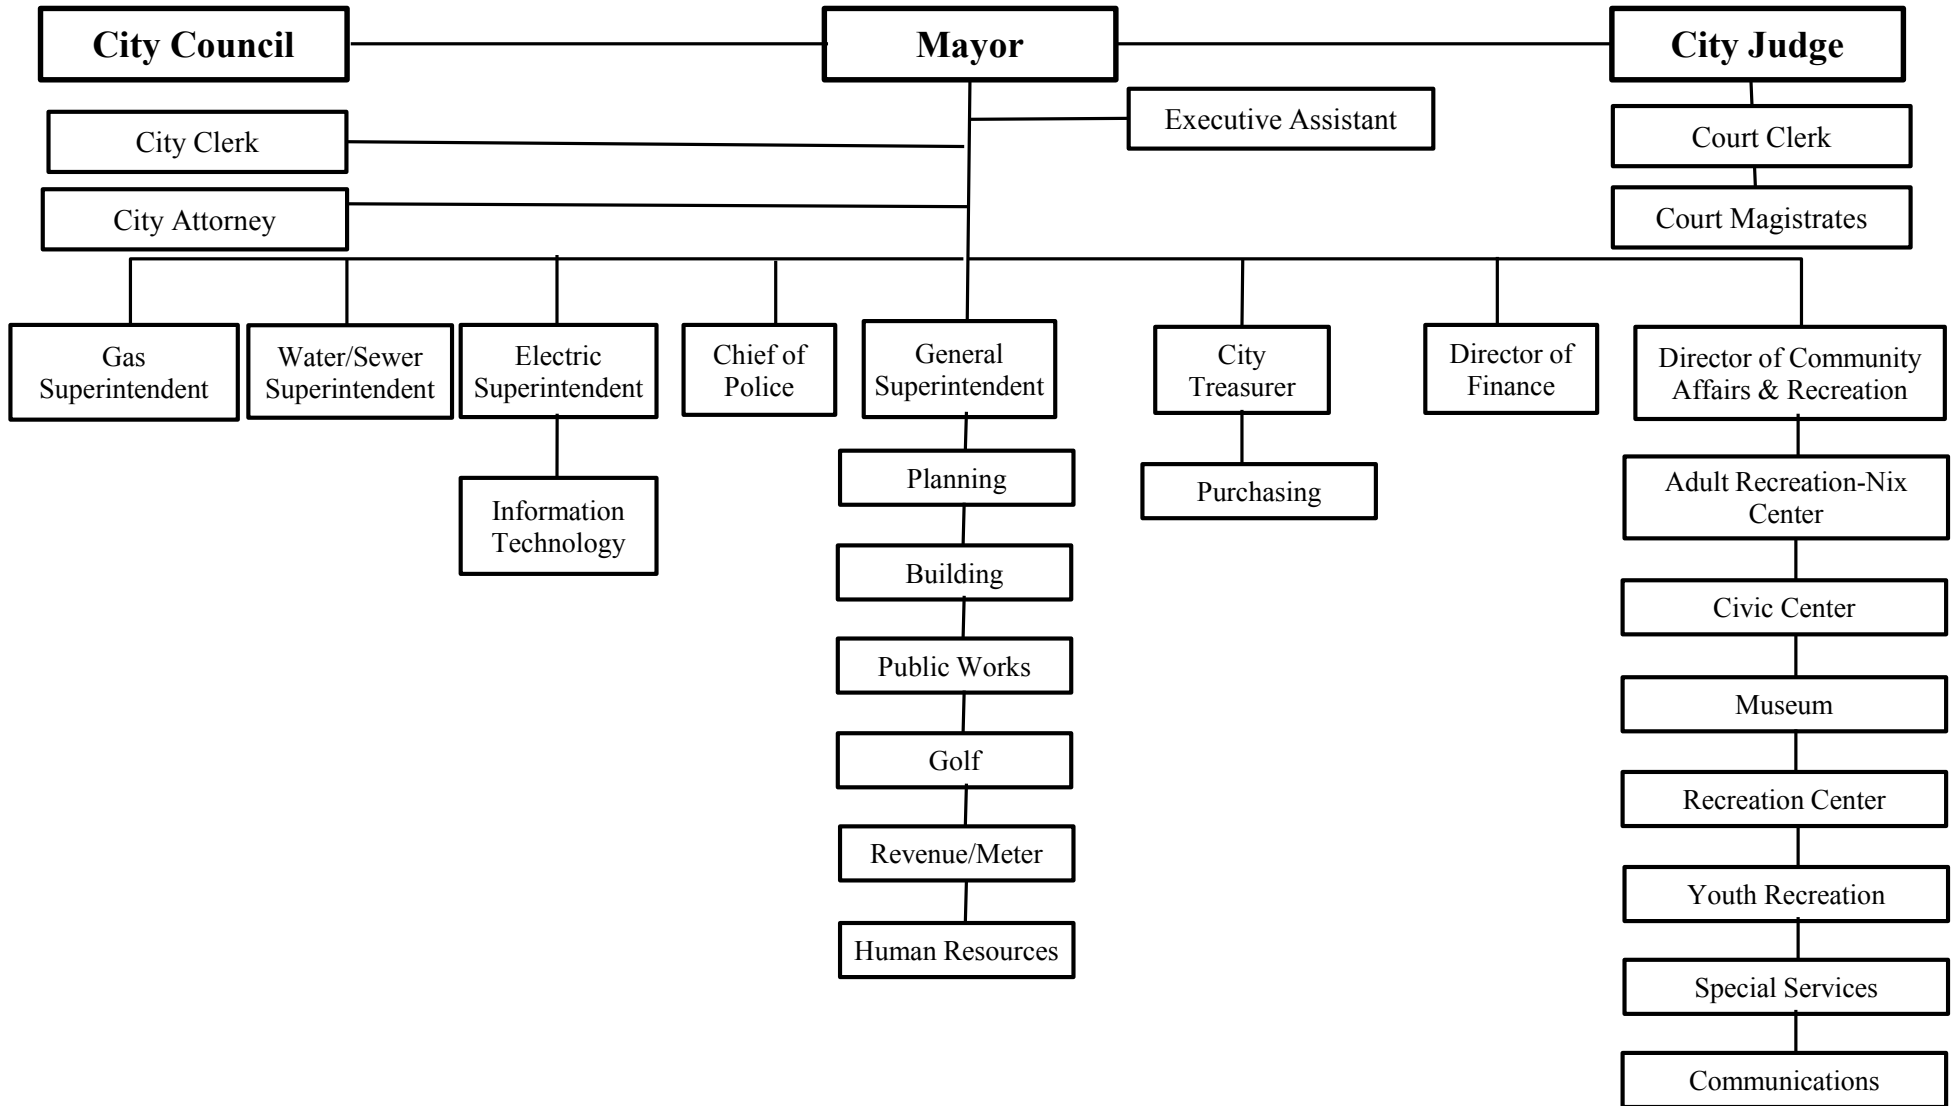 City Council
Mayor
City Judge
Executive Assistant
City Clerk
Court Clerk
City Attorney
Court Magistrates
Gas
Superintendent
Water/Sewer
Superintendent
Electric
Superintendent
Chief of
Police
General
Superintendent
City
Treasurer
Director of
Finance
Director of Community
Affairs & Recreation
Information
Technology
Planning
Building
Public Works
Golf
Revenue/Meter
Human Resources
Purchasing
Adult Recreation-Nix
Center
Civic Center
Museum
Recreation Center
Youth Recreation
Special Services
Communications